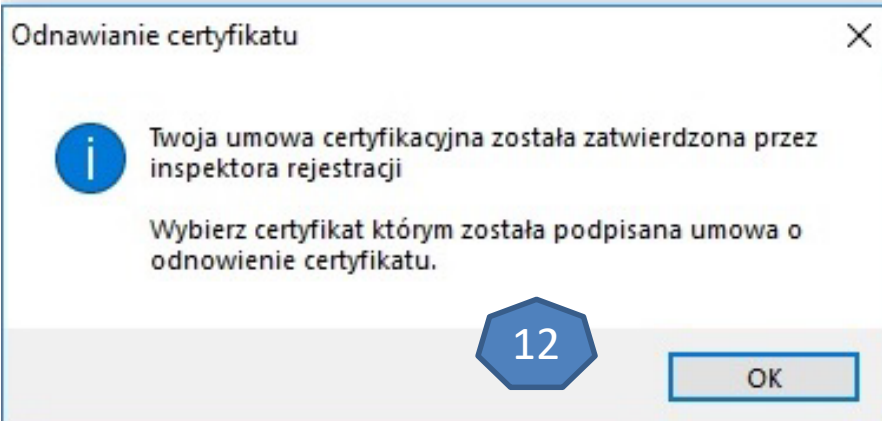 Odnawianie certyfikatu
Twoja umowa certyfikacyjna została zatwierdzona przez
inspektora rejestracji
Wybierz certyfikat którym została podpisana umowa o
odnowienie certyfikatu.
12
OK